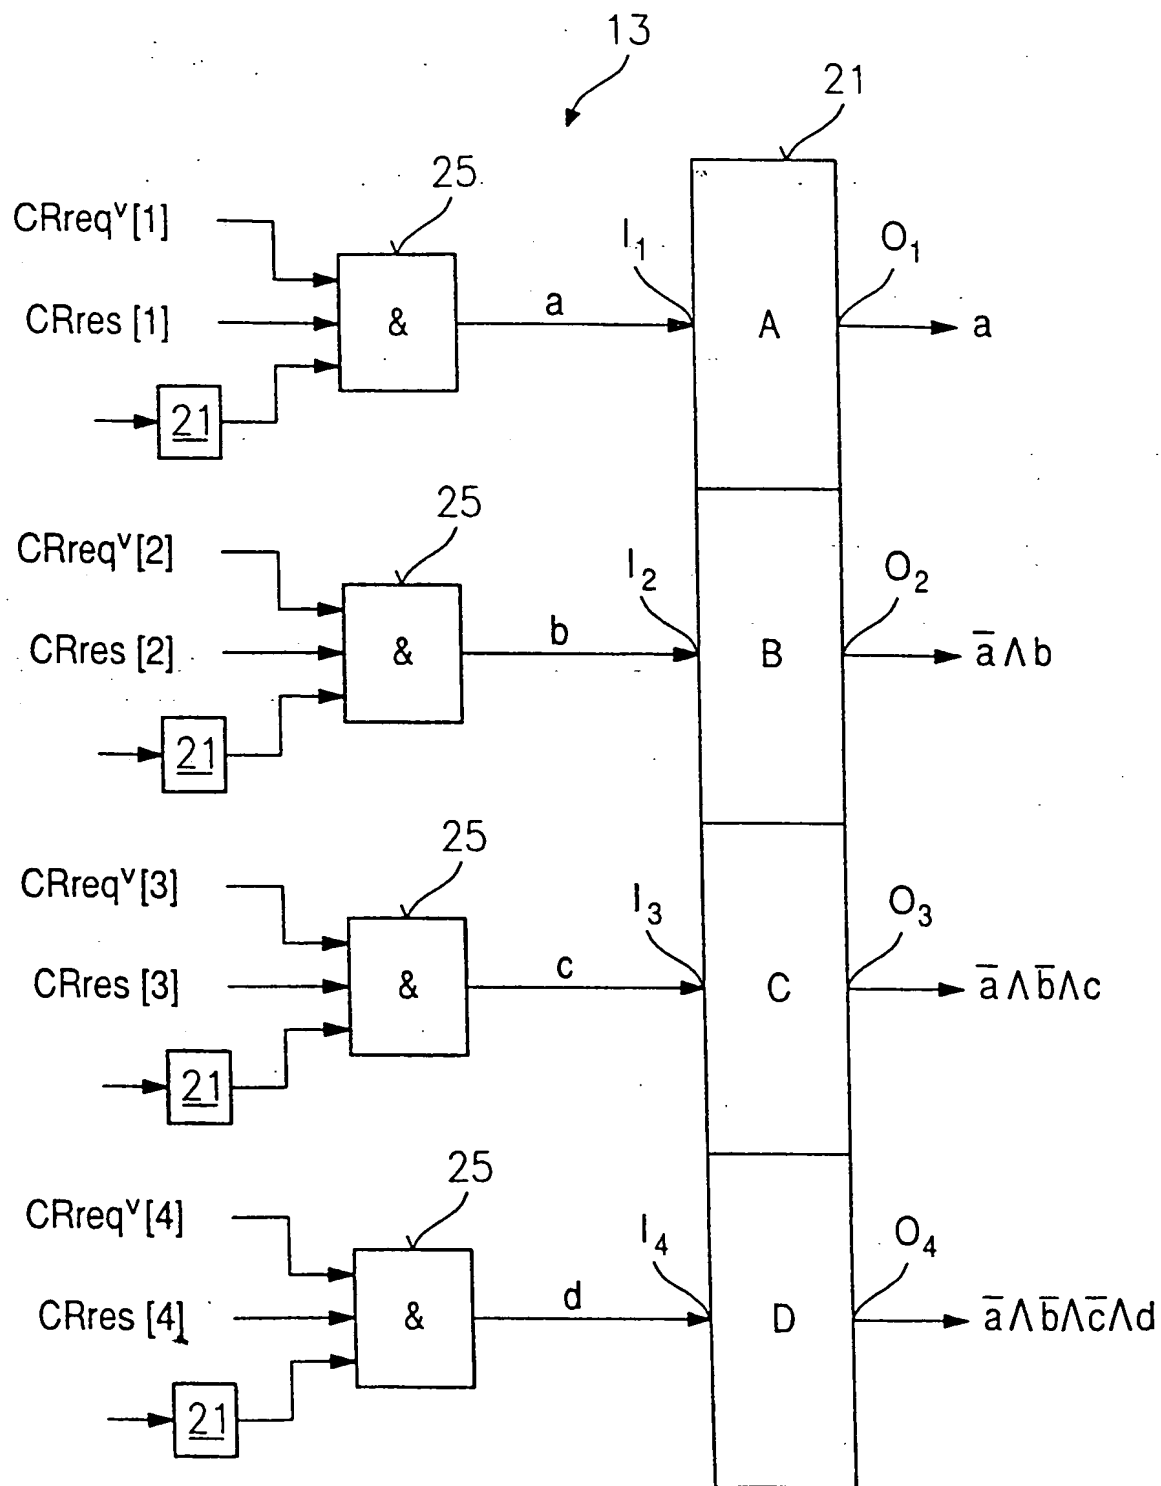 13
21
25
CRreqᵛ[1]
I₁
O₁
CRres [1]
&
a
A
a
21
25
CRreqᵛ[2]
I₂
O₂
CRres [2]
&
b
B
a̅ Λ b
21
25
CRreqᵛ[3]
I₃
O₃
CRres [3]
&
c
C
a̅ Λ b̅ Λ c
21
25
CRreqᵛ[4]
I₄
O₄
CRres [4]
&
d
D
a̅ Λ b̅ Λ c̅ Λ d
21